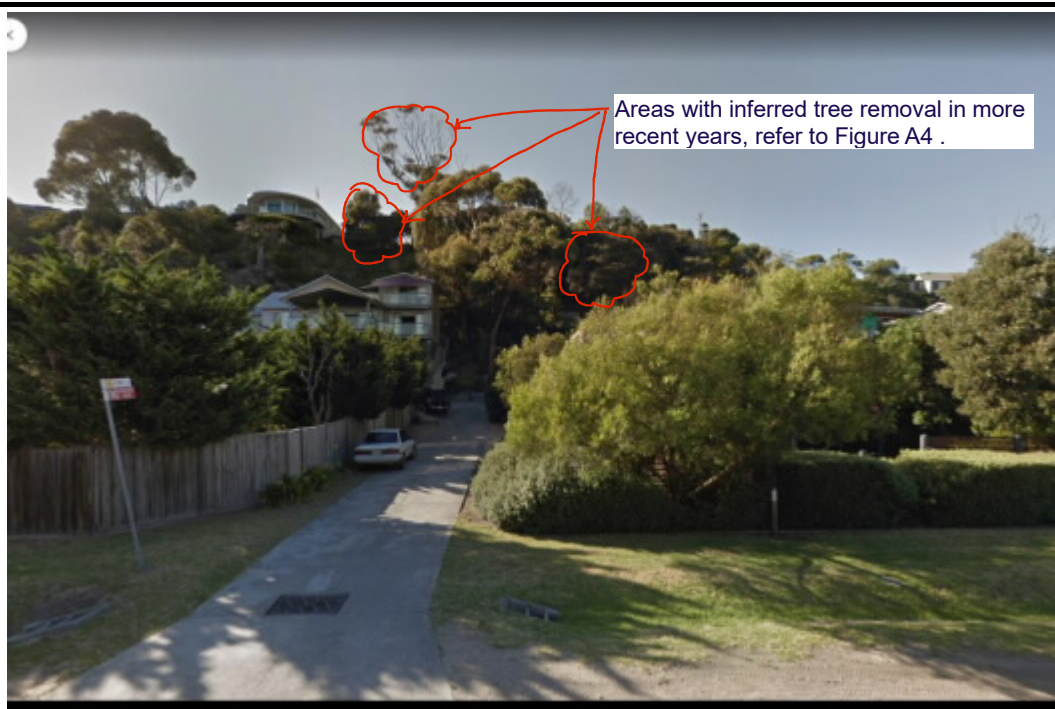 Areas with inferred tree removal in more
recent years, refer to Figure A4 .